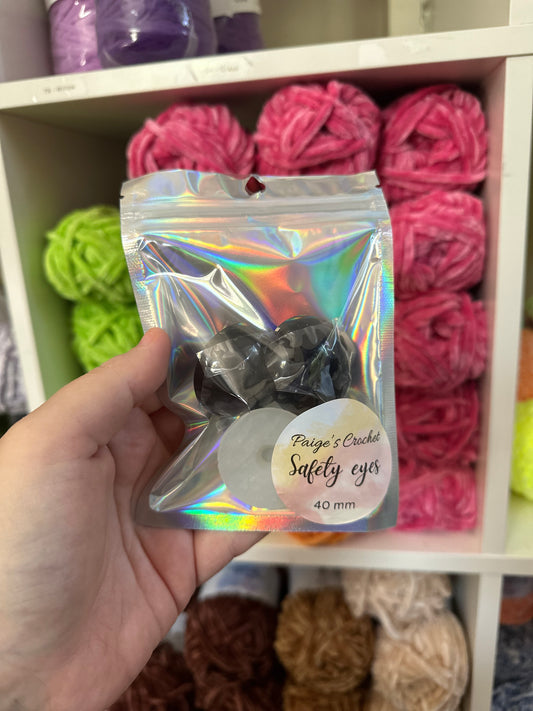 Paige's Crochet
Safety eyes
40 mm